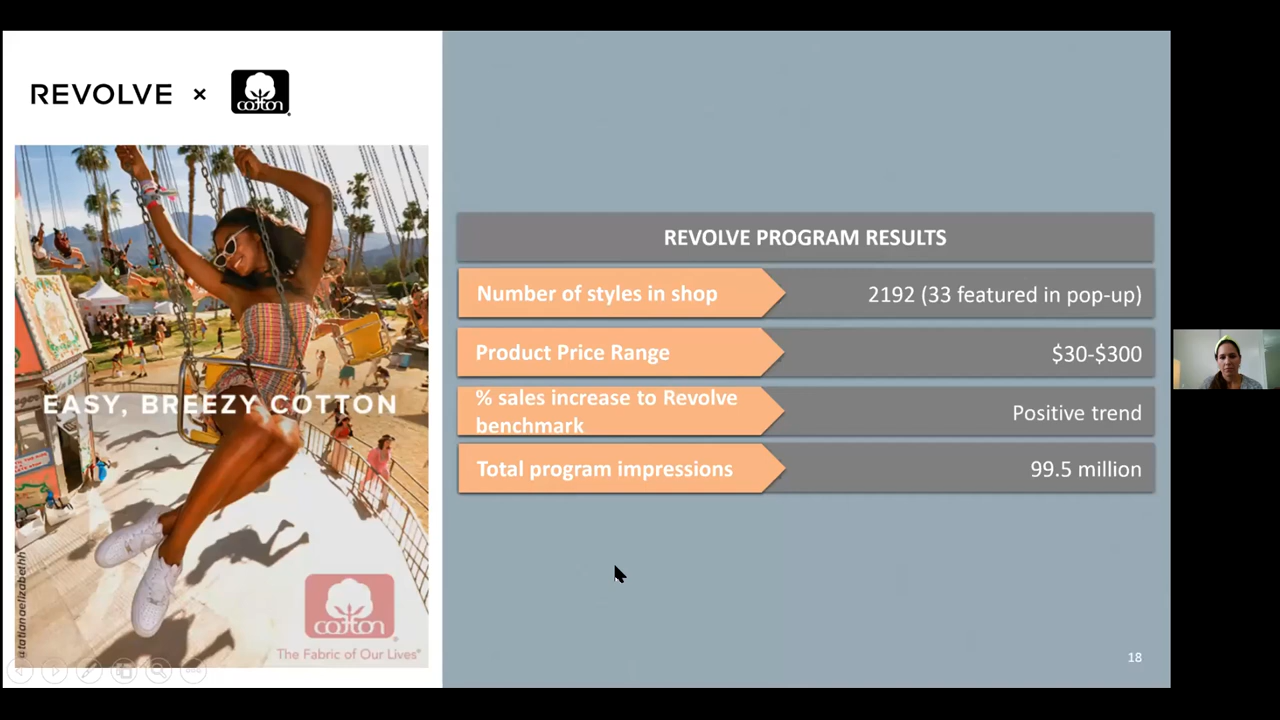 REVOLVE × cotton
EASY, BREEZY COTTON
@tatianaelizabethh
cotton
The Fabric of Our Lives®
REVOLVE PROGRAM RESULTS
Number of styles in shop
2192 (33 featured in pop-up)
Product Price Range
$30-$300
% sales increase to Revolve
benchmark
Positive trend
Total program impressions
99.5 million
18